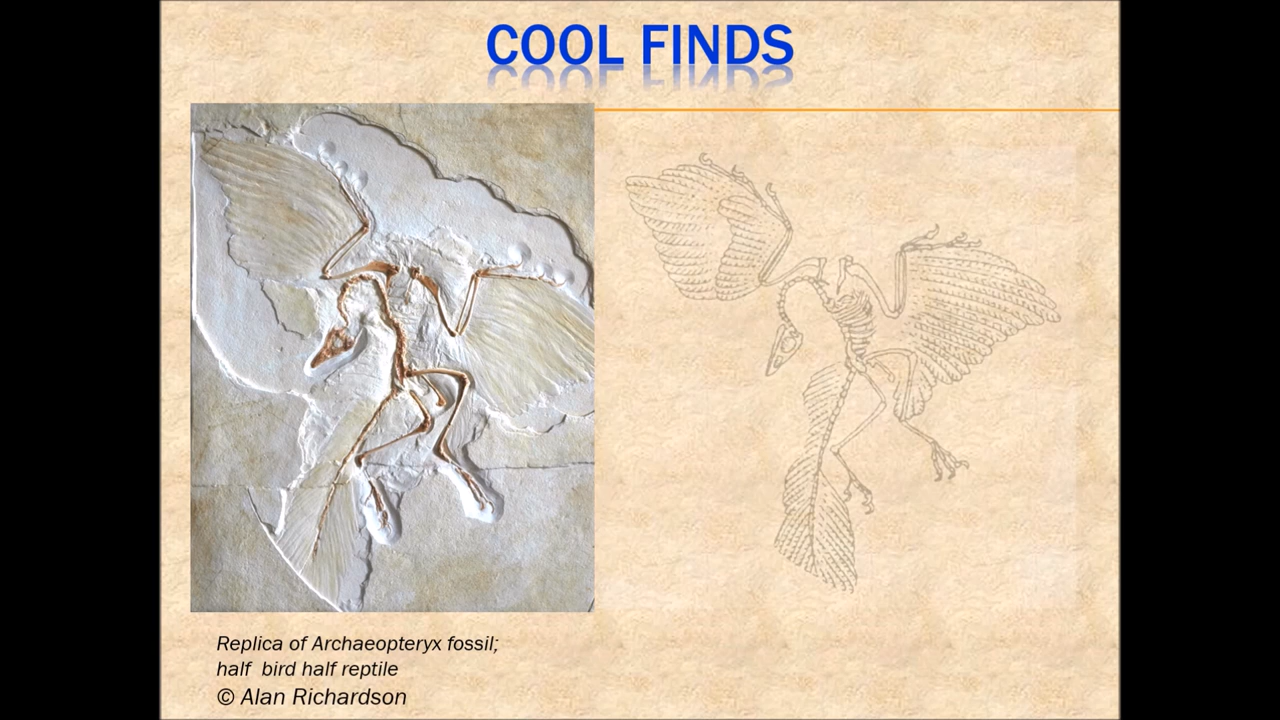 COOL FINDS
Replica of Archaeopteryx fossil;
half bird half reptile
© Alan Richardson